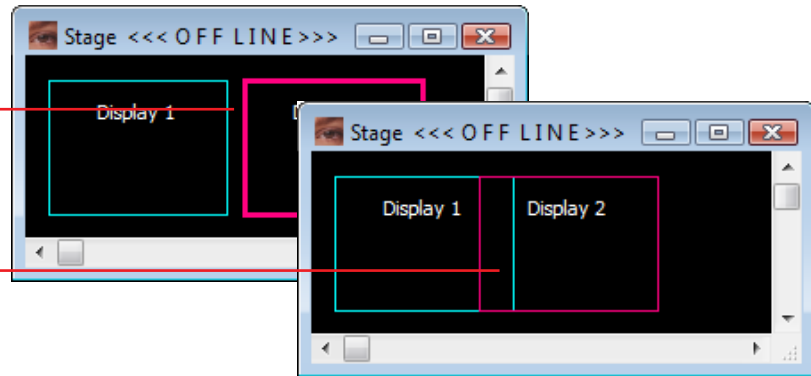 Stage <<< O F F L I N E >>>
Display 1
Stage <<< O F F L I N E >>>
Display 1
Display 2